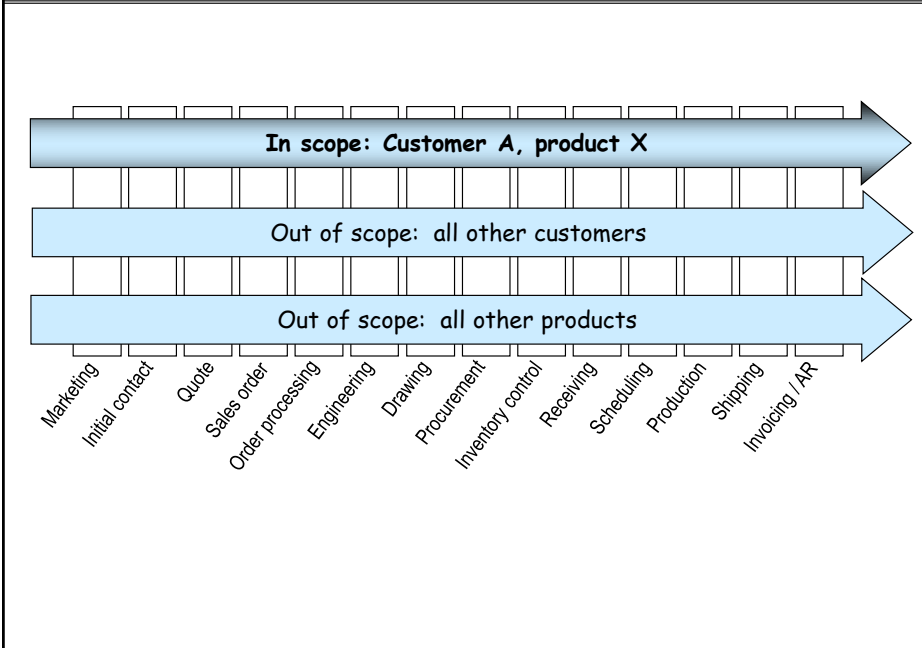 In scope: Customer A, product X
Out of scope: all other customers
Out of scope: all other products
Marketing
Initial contact
Quote
Sales order
Order processing
Engineering
Drawing
Procurement
Inventory control
Receiving
Scheduling
Production
Shipping
Invoicing / AR